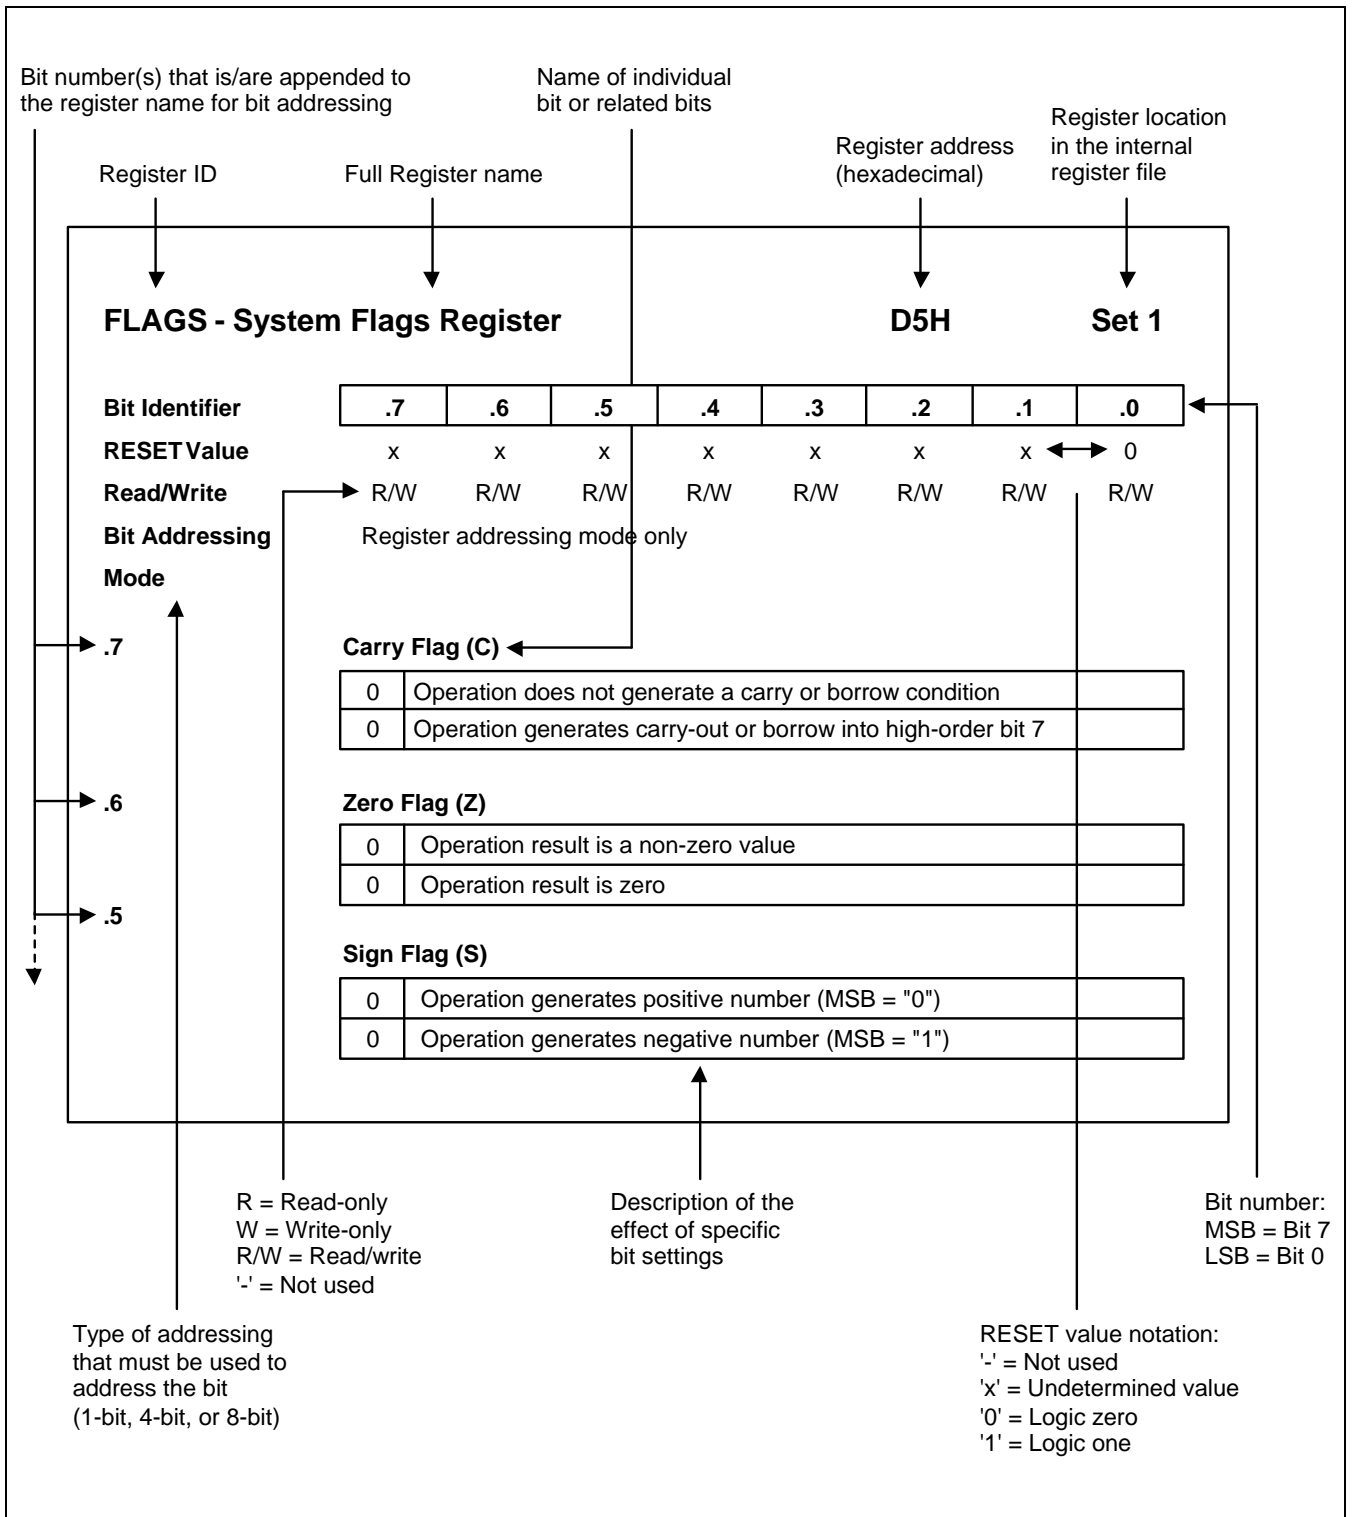 Bit number(s) that is/are appended to
the register name for bit addressing
Name of individual
bit or related bits
Register ID
Full Register name
Register address
(hexadecimal)
Register location
in the internal
register file
FLAGS - System Flags Register D5H Set 1
Bit Identifier .7 .6 .5 .4 .3 .2 .1 .0
RESET Value x x x x x x x 0
Read/Write R/W R/W R/W R/W R/W R/W R/W R/W
Bit Addressing Register addressing mode only
Mode
.7 Carry Flag (C)
0 Operation does not generate a carry or borrow condition
0 Operation generates carry-out or borrow into high-order bit 7
.6 Zero Flag (Z)
0 Operation result is a non-zero value
0 Operation result is zero
.5
Sign Flag (S)
0 Operation generates positive number (MSB = "0")
0 Operation generates negative number (MSB = "1")
R = Read-only
W = Write-only
R/W = Read/write
'-' = Not used
Description of the
effect of specific
bit settings
Bit number:
MSB = Bit 7
LSB = Bit 0
Type of addressing
that must be used to
address the bit
(1-bit, 4-bit, or 8-bit)
RESET value notation:
'-' = Not used
'x' = Undetermined value
'0' = Logic zero
'1' = Logic one